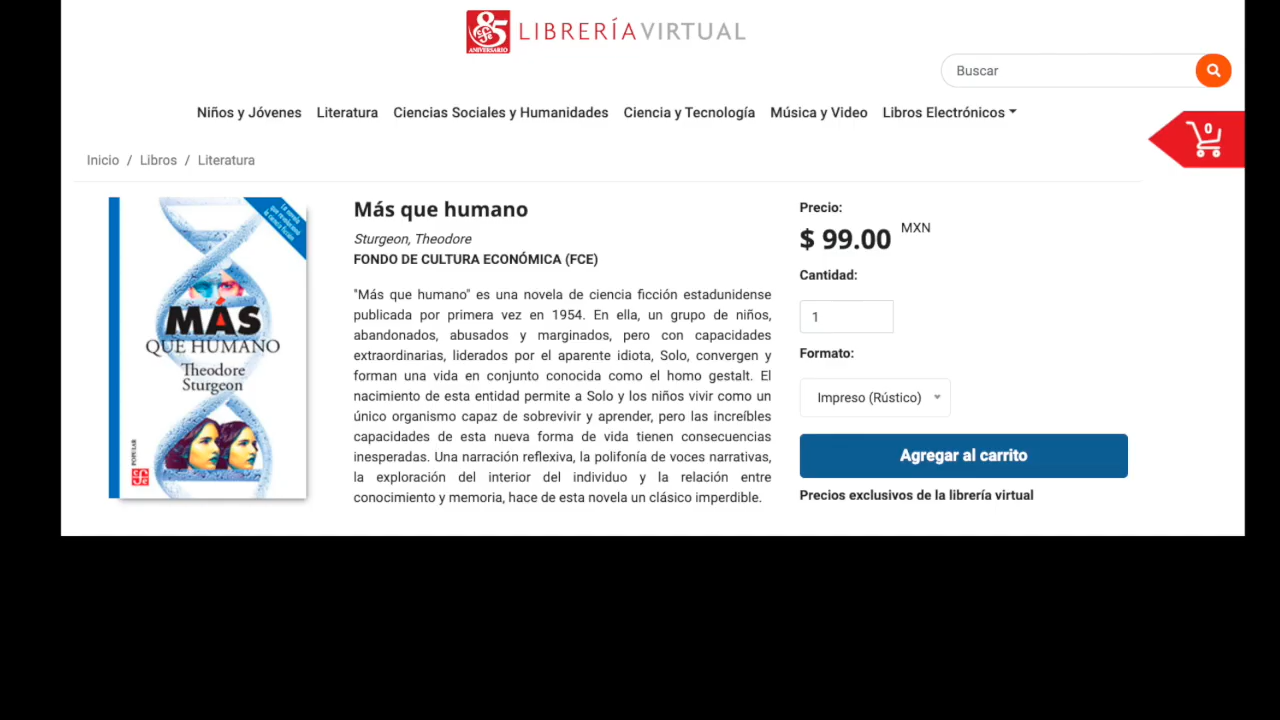 85
ANIVERSARIO
LIBRERÍAVIRTUAL
Buscar
Niños y Jóvenes Literatura Ciencias Sociales y Humanidades Ciencia y Tecnología Música y Video Libros Electrónicos
0
Inicio / Libros / Literatura
MÁS
QUE HUMANO
Theodore
Sturgeon
POPULAR
Más que humano
Sturgeon, Theodore
FONDO DE CULTURA ECONÓMICA (FCE)
"Más que humano" es una novela de ciencia ficción estadunidense
publicada por primera vez en 1954. En ella, un grupo de niños,
abandonados, abusados y marginados, pero con capacidades
extraordinarias, liderados por el aparente idiota, Solo, convergen y
forman una vida en conjunto conocida como el homo gestalt. El
nacimiento de esta entidad permite a Solo y los niños vivir como un
único organismo capaz de sobrevivir y aprender, pero las increíbles
capacidades de esta nueva forma de vida tienen consecuencias
inesperadas. Una narración reflexiva, la polifonía de voces narrativas,
la exploración del interior del individuo y la relación entre
conocimiento y memoria, hace de esta novela un clásico imperdible.
Precio:
$ 99.00 MXN
Cantidad:
1
Formato:
Impreso (Rústico)
Agregar al carrito
Precios exclusivos de la librería virtual